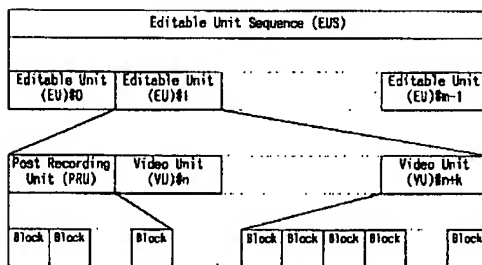 Editable Unit Sequence (EUS)
Editable Unit Editable Unit Editable Unit
(EU)#0 (EU)#1 (EU)#m-1
Post Recording Video Unit Video Unit
Unit (PRU) (VU)#n (VU)#n+k
Block Block Block Block Block Block Block Block